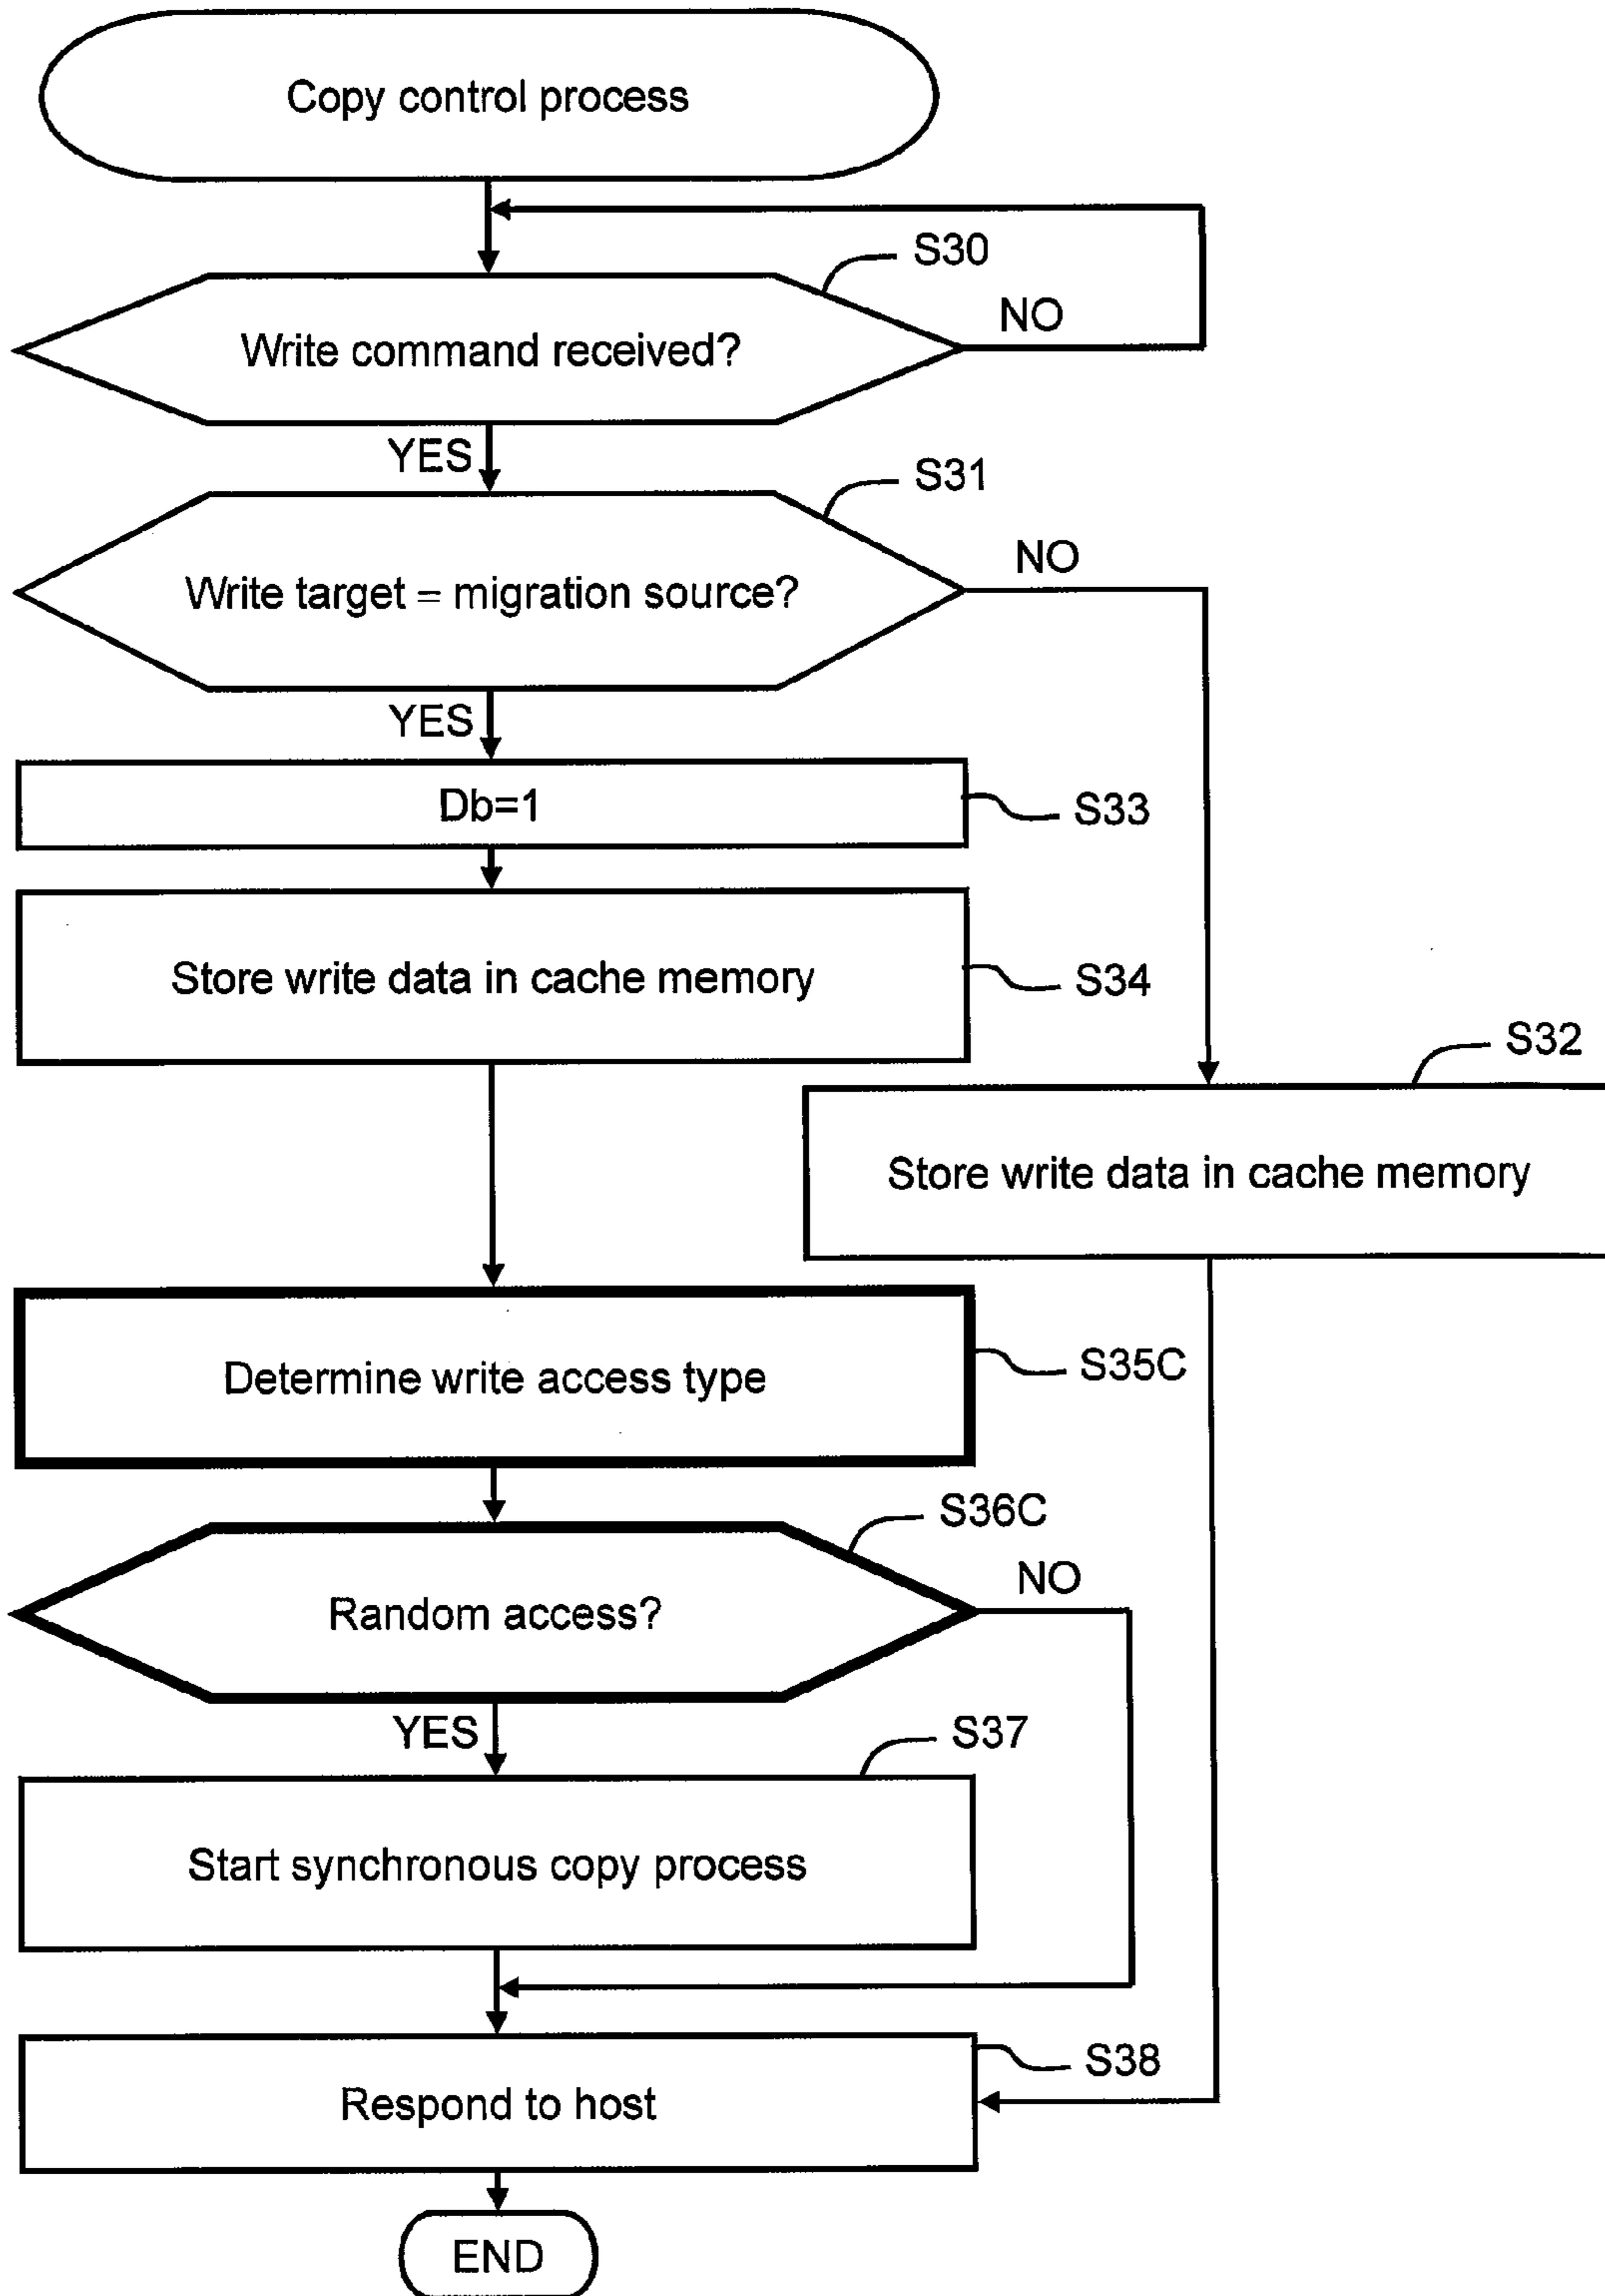 Copy control process
S30
Write command received?
NO
YES
S31
Write target = migration source?
NO
YES
Db=1
S33
Store write data in cache memory
S34
S32
Store write data in cache memory
Determine write access type
S35C
S36C
Random access?
NO
YES
S37
Start synchronous copy process
S38
Respond to host
END